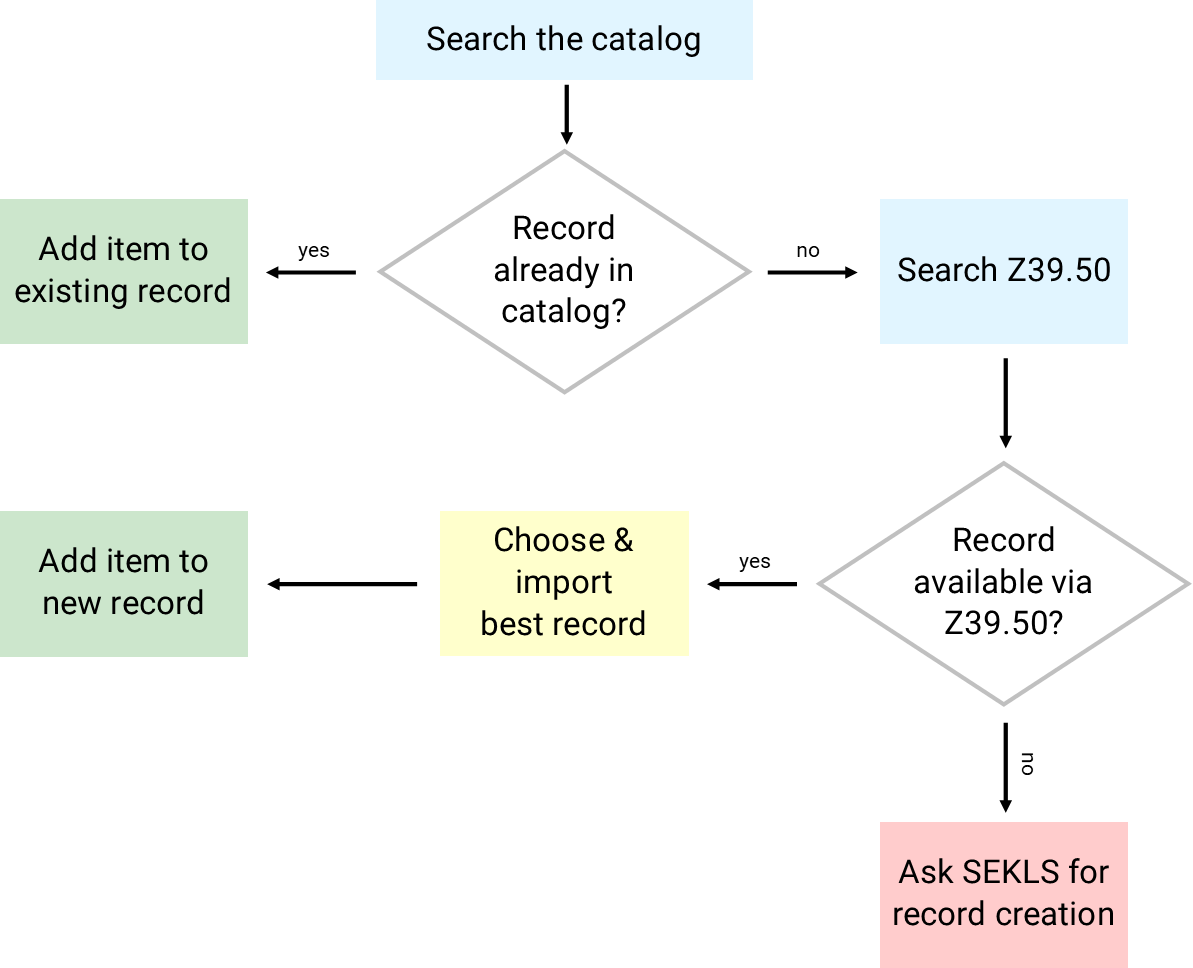 Search the catalog
Record
already in
catalog?
yes
no
Add item to
existing record
Search Z39.50
Record
available via
Z39.50?
yes
Choose &
import
best record
Add item to
new record
no
Ask SEKLS for
record creation